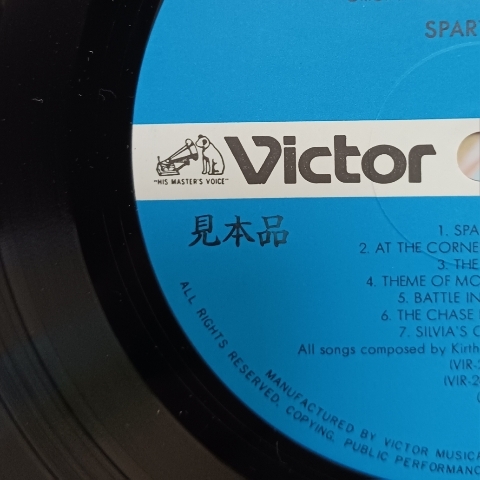 SPAR
Victor
"HIS MASTER'S VOICE"
見本品
1. SPA
2. AT THE CORNE
3. THE
4. THEME OF MO
5. BATTLE IN
6. THE CHASE
7. SILVIA'S
All songs composed by Kirth
(VIR-2
(VIR-2
ALL RIGHTS RESERVED. COPYING, PUBLIC PERFORMANC
MANUFACTURED BY VICTOR MUSICA